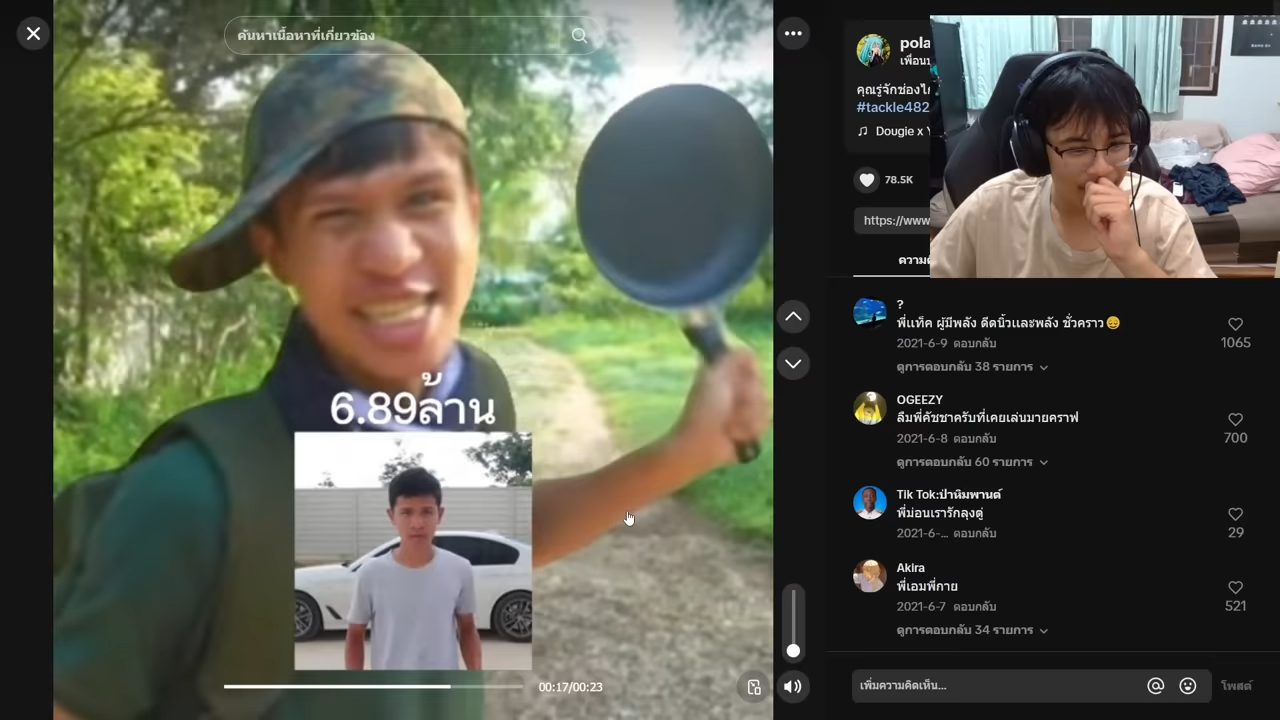 ค้นหาเนื้อหาที่เกี่ยวข้อง
6.89ล้าน
00:17/00:23
pola
เพื่อนบ
คุณรู้จักช่องไก
#tackle482
Dougie x Y
78.5K
https://www
ความค
?
พี่แท็ค ผู้มีพลัง ดีดนิ้วและพลัง ชั่วคราว😔
2021-6-9 ตอบกลับ
1065
ดูการตอบกลับ 38 รายการ
OGEEZY
ลืมพี่คัชชาครับที่เคยเล่นมายคราฟ
2021-6-8 ตอบกลับ
700
ดูการตอบกลับ 60 รายการ
Tik Tok:ป๋าหิมพานต์
พี่ม่อนเรารักลุงตู่
2021-6-... ตอบกลับ
29
Akira
พี่เอมพี่กาย
2021-6-7 ตอบกลับ
521
ดูการตอบกลับ 34 รายการ
เพิ่มความคิดเห็น...
โพสต์